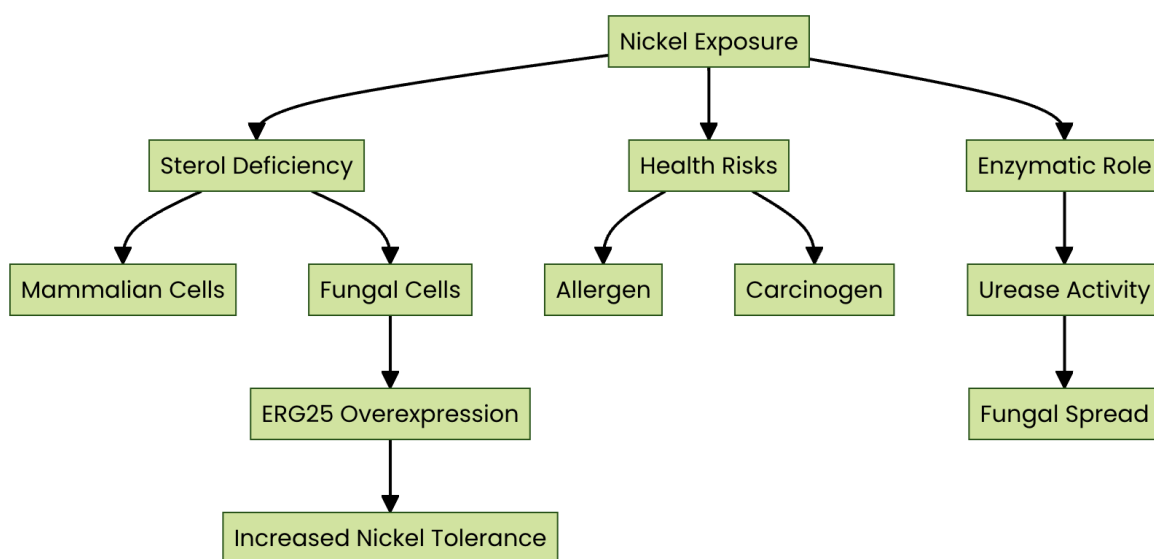 Nickel Exposure
Sterol Deficiency
Health Risks
Enzymatic Role
Mammalian Cells
Fungal Cells
Allergen
Carcinogen
Urease Activity
ERG25 Overexpression
Fungal Spread
Increased Nickel Tolerance